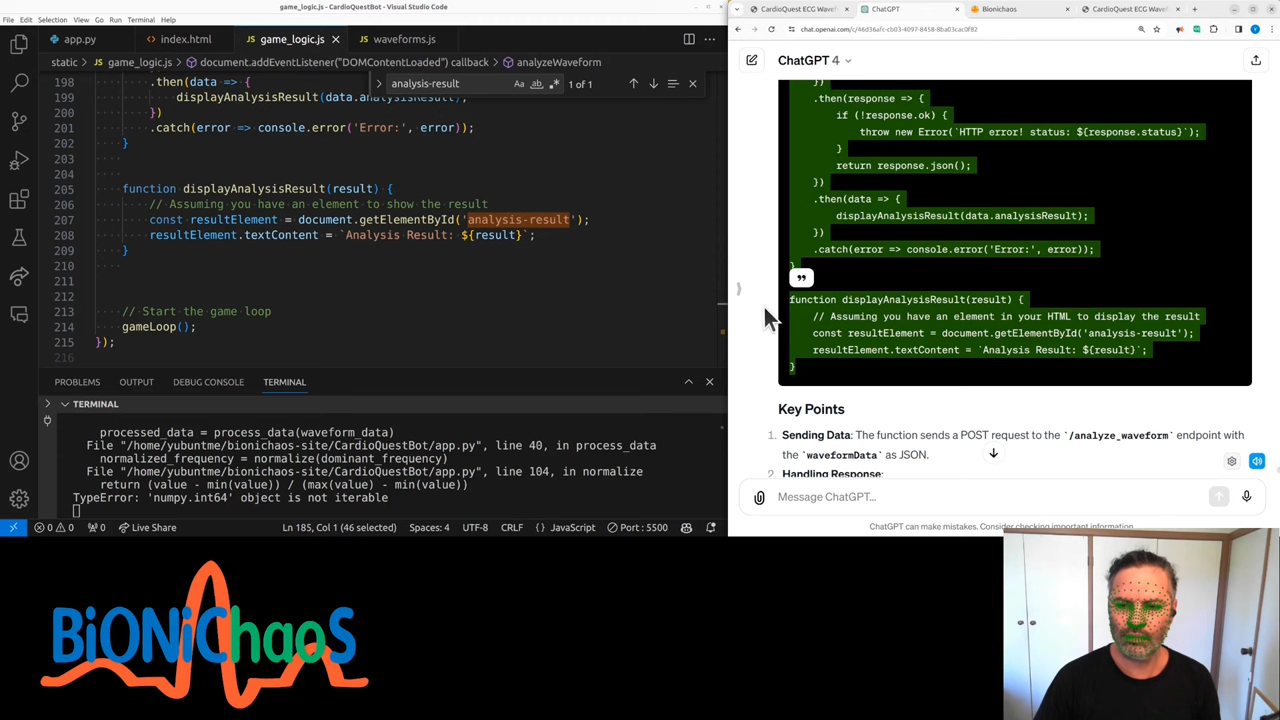 game_logic.js - CardioQuestBot - Visual Studio Code
File Edit Selection View Go Run Terminal Help
app.py index.html game_logic.js waveforms.js
static > game_logic.js > document.addEventListener("DOMContentLoaded") callback > analyzeWaveform
analysis-result Aa ab 1 of 1
198 .then(data => {
199 displayAnalysisResult(data.analysisResult);
200 })
201 .catch(error => console.error('Error:', error));
202 }
203
204
205 function displayAnalysisResult(result) {
206 // Assuming you have an element to show the result
207 const resultElement = document.getElementById('analysis-result');
208 resultElement.textContent = `Analysis Result: ${result}`;
209 }
210
211
212
213 // Start the game loop
214 gameLoop();
215 });
216
PROBLEMS OUTPUT DEBUG CONSOLE TERMINAL
TERMINAL
processed_data = process_data(waveform_data)
File "/home/yubuntme/bionichaos-site/CardioQuestBot/app.py", line 40, in process_data
normalized_frequency = normalize(dominant_frequency)
File "/home/yubuntme/bionichaos-site/CardioQuestBot/app.py", line 104, in normalize
return (value - min(value)) / (max(value) - min(value))
TypeError: 'numpy.int64' object is not iterable
0 0 0 Live Share Ln 185, Col 1 (46 selected) Spaces: 4 UTF-8 CRLF {} JavaScript Port : 5500
CardioQuest ECG Wavef ChatGPT Bionichaos CardioQuest ECG Wavef
chat.openai.com/c/46d36afc-cb03-4097-8458-8ba03cac0f82
ChatGPT 4
})
.then(response => {
if (!response.ok) {
throw new Error(`HTTP error! status: ${response.status}`);
}
return response.json();
})
.then(data => {
displayAnalysisResult(data.analysisResult);
})
.catch(error => console.error('Error:', error));
}
function displayAnalysisResult(result) {
// Assuming you have an element in your HTML to display the result
const resultElement = document.getElementById('analysis-result');
resultElement.textContent = `Analysis Result: ${result}`;
}
Key Points
1. Sending Data: The function sends a POST request to the `/analyze_waveform` endpoint with
the `waveformData` as JSON.
2. Handling Response:
Message ChatGPT...
ChatGPT can make mistakes. Consider checking important information.
BiONiChaoS